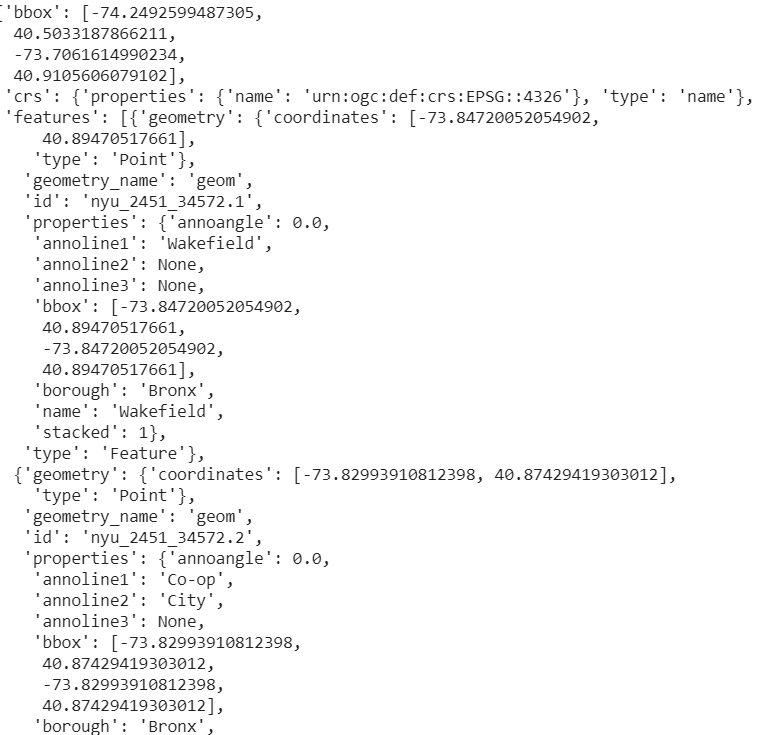 {'bbox': [-74.2492599487305,
40.5033187866211,
-73.7061614990234,
40.9105606079102],
'crs': {'properties': {'name': 'urn:ogc:def:crs:EPSG::4326'}, 'type': 'name'},
'features': [{'geometry': {'coordinates': [-73.84720052054902,
40.89470517661],
'type': 'Point'},
'geometry_name': 'geom',
'id': 'nyu_2451_34572.1',
'properties': {'annoangle': 0.0,
'annoline1': 'Wakefield',
'annoline2': None,
'annoline3': None,
'bbox': [-73.84720052054902,
40.89470517661,
-73.84720052054902,
40.89470517661],
'borough': 'Bronx',
'name': 'Wakefield',
'stacked': 1},
'type': 'Feature'},
{'geometry': {'coordinates': [-73.82993910812398, 40.87429419303012],
'type': 'Point'},
'geometry_name': 'geom',
'id': 'nyu_2451_34572.2',
'properties': {'annoangle': 0.0,
'annoline1': 'Co-op',
'annoline2': 'City',
'annoline3': None,
'bbox': [-73.82993910812398,
40.87429419303012,
-73.82993910812398,
40.87429419303012],
'borough': 'Bronx',